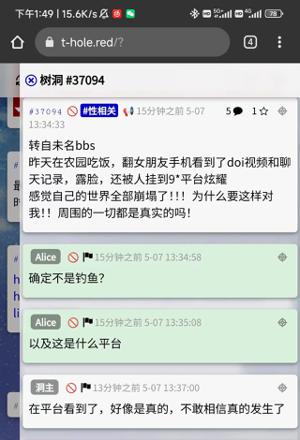 下午1:49 | 15.6K/s
78
t-hole.red/?
4
树洞 #37094
#37094 #性相关 15分钟之前 5-07 5 1
13:34:33
转自未名bbs
昨天在农园吃饭，翻女朋友手机看到了doi视频和聊
天记录，露脸，还被人挂到9*平台炫耀
感觉自己的世界全部崩塌了!!！为什么要这样对
我!！周围的一切都是真实的吗!
Alice 15分钟之前 5-07 13:34:58
确定不是钓鱼？
Alice 15分钟之前 5-07 13:35:08
以及这是什么平台
洞主 13分钟之前 5-07 13:37:00
在平台看到了，好像是真的，不敢相信真的发生了